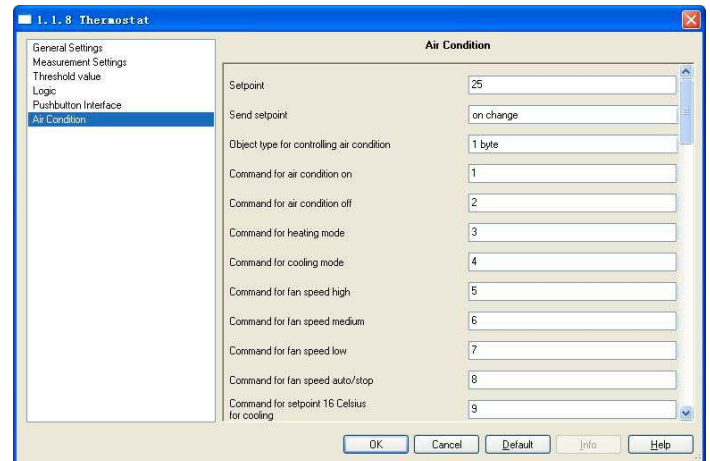 1.1.8 Thermostat
General Settings
Measurement Settings
Threshold value
Logic
Pushbutton Interface
Air Condition
Air Condition
Setpoint 25
Send setpoint on change
Object type for controlling air condition 1 byte
Command for air condition on 1
Command for air condition off 2
Command for heating mode 3
Command for cooling mode 4
Command for fan speed high 5
Command for fan speed medium 6
Command for fan speed low 7
Command for fan speed auto/stop 8
Command for setpoint 16 Celsius
for cooling 9
OK Cancel Default Info Help